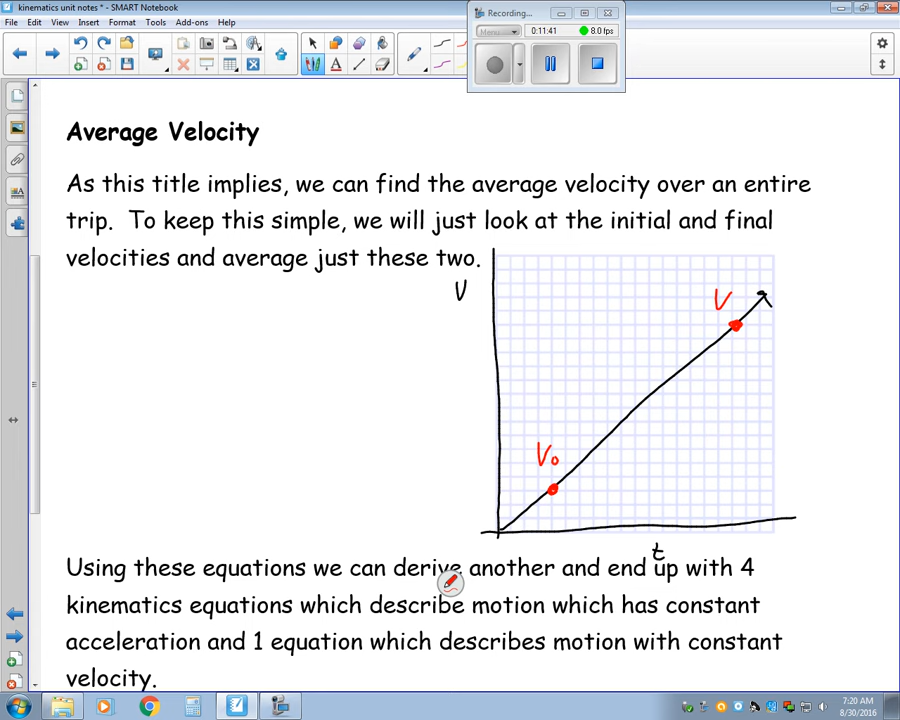 kinematics unit notes * - SMART Notebook
Recording...
File Edit View Insert Format Tools Add-ons Help
Menu 0:11:41 8.0 fps
A
Average Velocity
As this title implies, we can find the average velocity over an entire
trip. To keep this simple, we will just look at the initial and final
velocities and average just these two.
V
V
V₀
t
Using these equations we can derive another and end up with 4
kinematics equations which describe motion which has constant
acceleration and 1 equation which describes motion with constant
velocity.
7:20 AM
8/30/2016